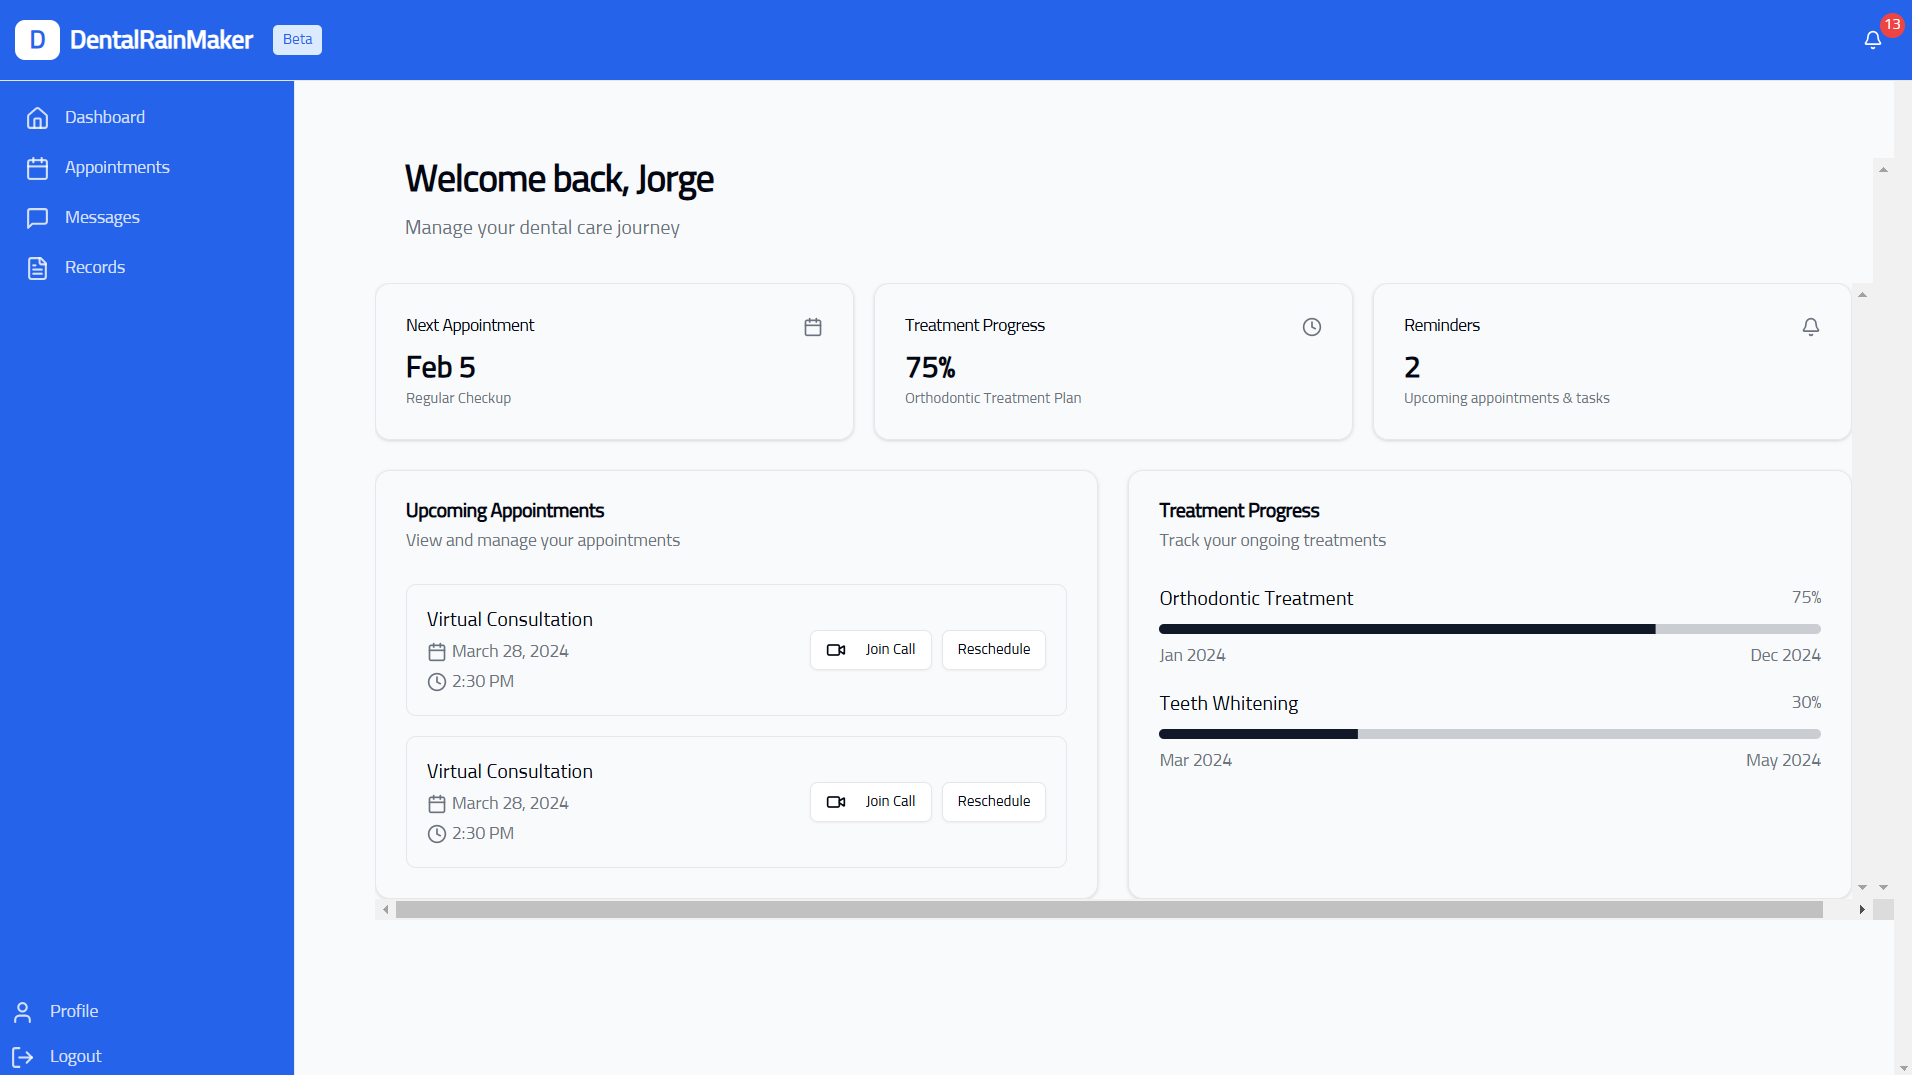 D DentalRainMaker Beta
13
Dashboard
Appointments
Messages
Records
Profile
Logout
Welcome back, Jorge
Manage your dental care journey
Next Appointment
Feb 5
Regular Checkup
Treatment Progress
75%
Orthodontic Treatment Plan
Reminders
2
Upcoming appointments & tasks
Upcoming Appointments
View and manage your appointments
Virtual Consultation
March 28, 2024
2:30 PM
Join Call
Reschedule
Virtual Consultation
March 28, 2024
2:30 PM
Join Call
Reschedule
Treatment Progress
Track your ongoing treatments
Orthodontic Treatment 75%
Jan 2024 Dec 2024
Teeth Whitening 30%
Mar 2024 May 2024